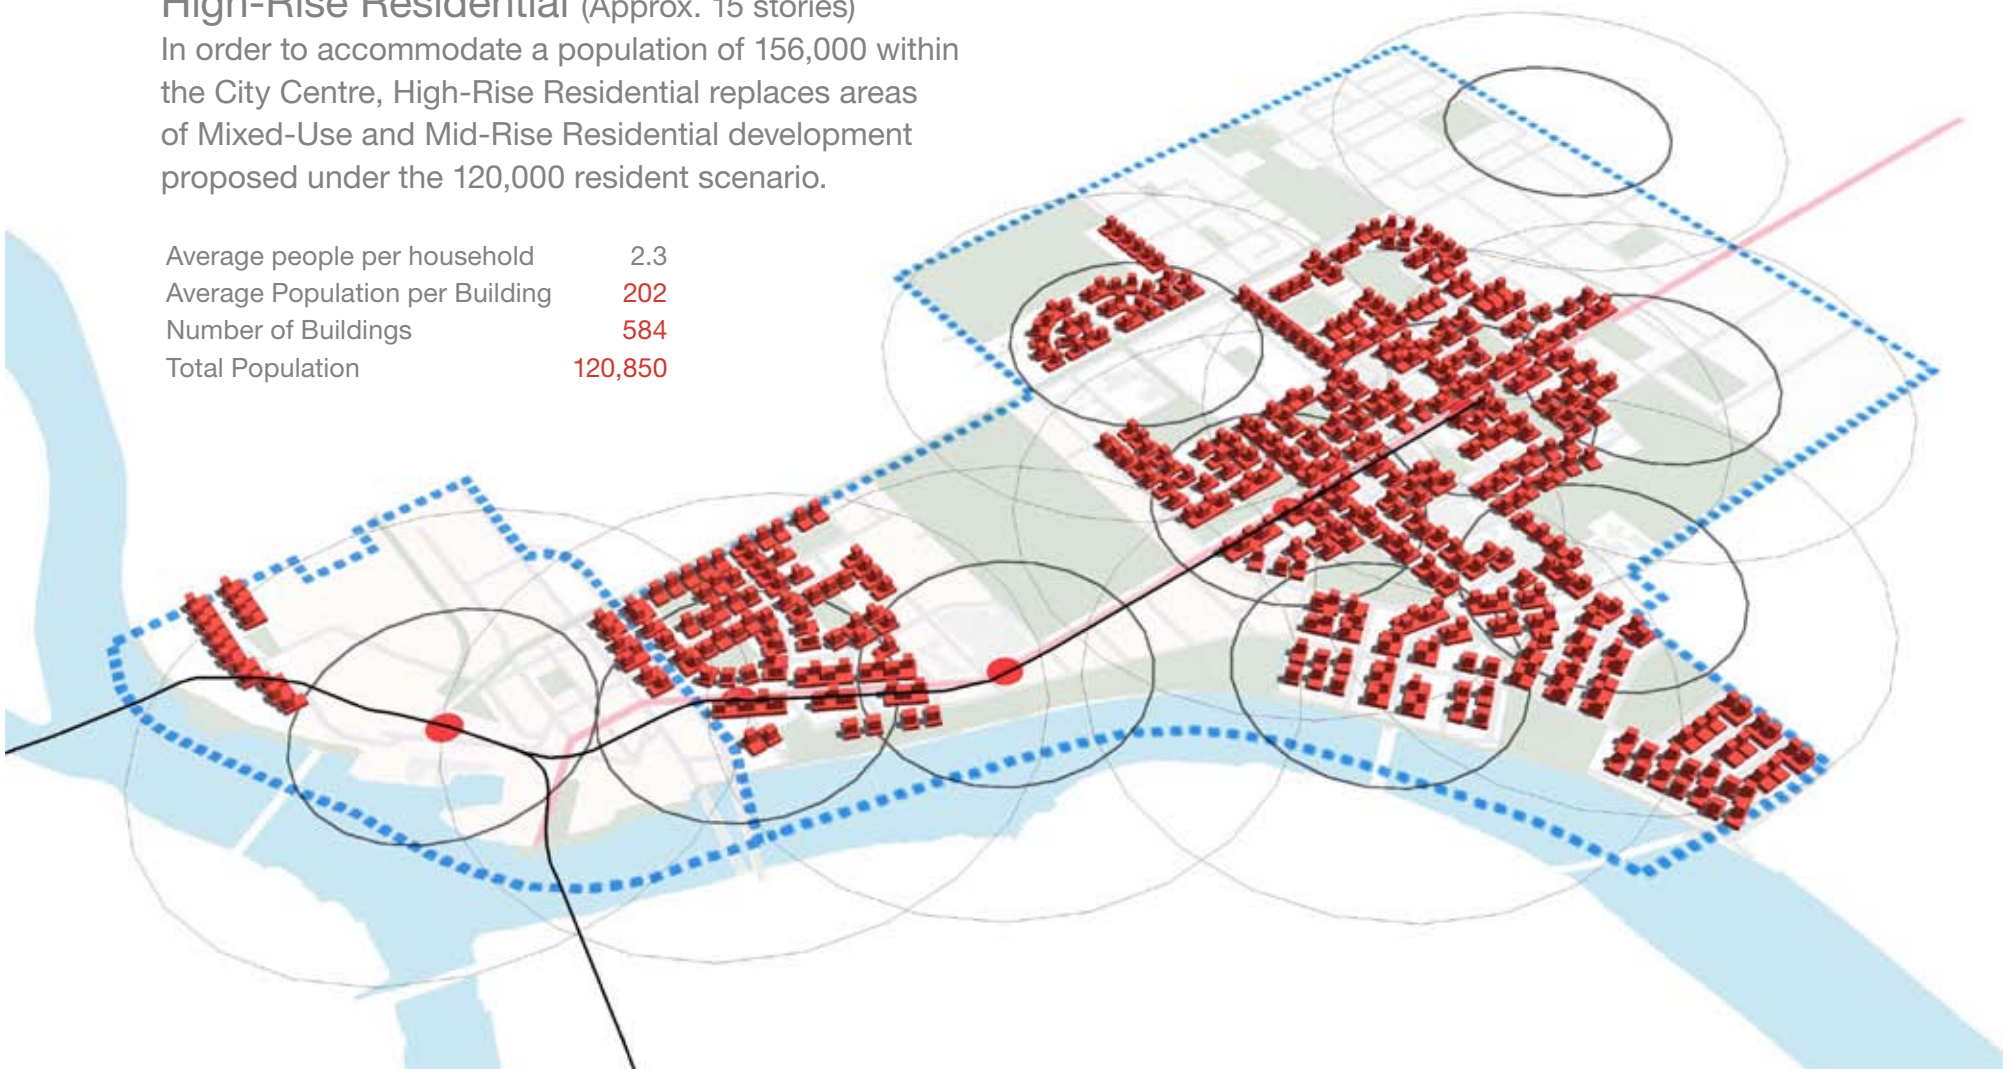 High-Rise Residential (Approx. 15 stories)
In order to accommodate a population of 156,000 within
the City Centre, High-Rise Residential replaces areas
of Mixed-Use and Mid-Rise Residential development
proposed under the 120,000 resident scenario.
Average people per household 2.3
Average Population per Building 202
Number of Buildings 584
Total Population 120,850